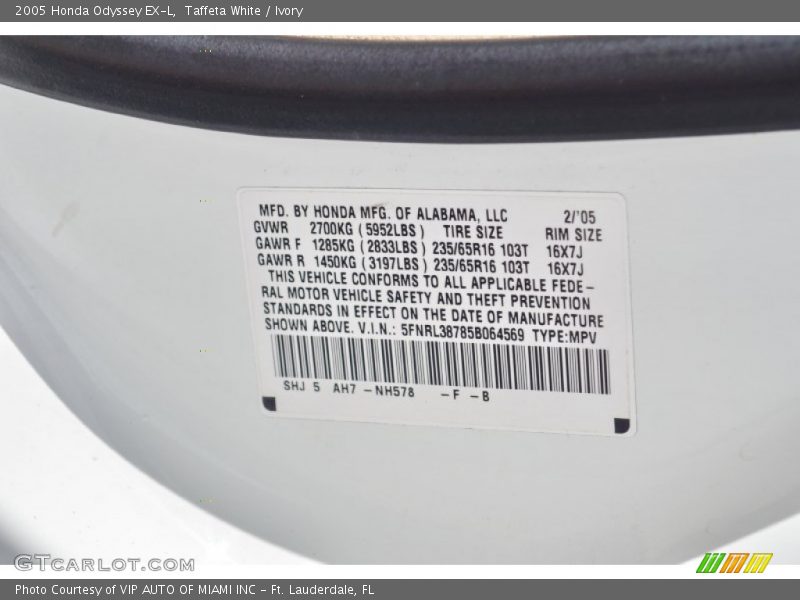 2005 Honda Odyssey EX-L, Taffeta White / Ivory
MFD. BY HONDA MFG. OF ALABAMA, LLC 2/'05
GVWR 2700KG (5952LBS) TIRE SIZE RIM SIZE
GAWR F 1285KG (2833LBS) 235/65R16 103T 16X7J
GAWR R 1450KG (3197LBS) 235/65R16 103T 16X7J
THIS VEHICLE CONFORMS TO ALL APPLICABLE FEDE-
RAL MOTOR VEHICLE SAFETY AND THEFT PREVENTION
STANDARDS IN EFFECT ON THE DATE OF MANUFACTURE
SHOWN ABOVE. V.I.N.: 5FNRL38785B064569 TYPE:MPV
SHJ 5 AH7 -NH578 -F -B
GTCARLOT.COM
Photo Courtesy of VIP AUTO OF MIAMI INC - Ft. Lauderdale, FL